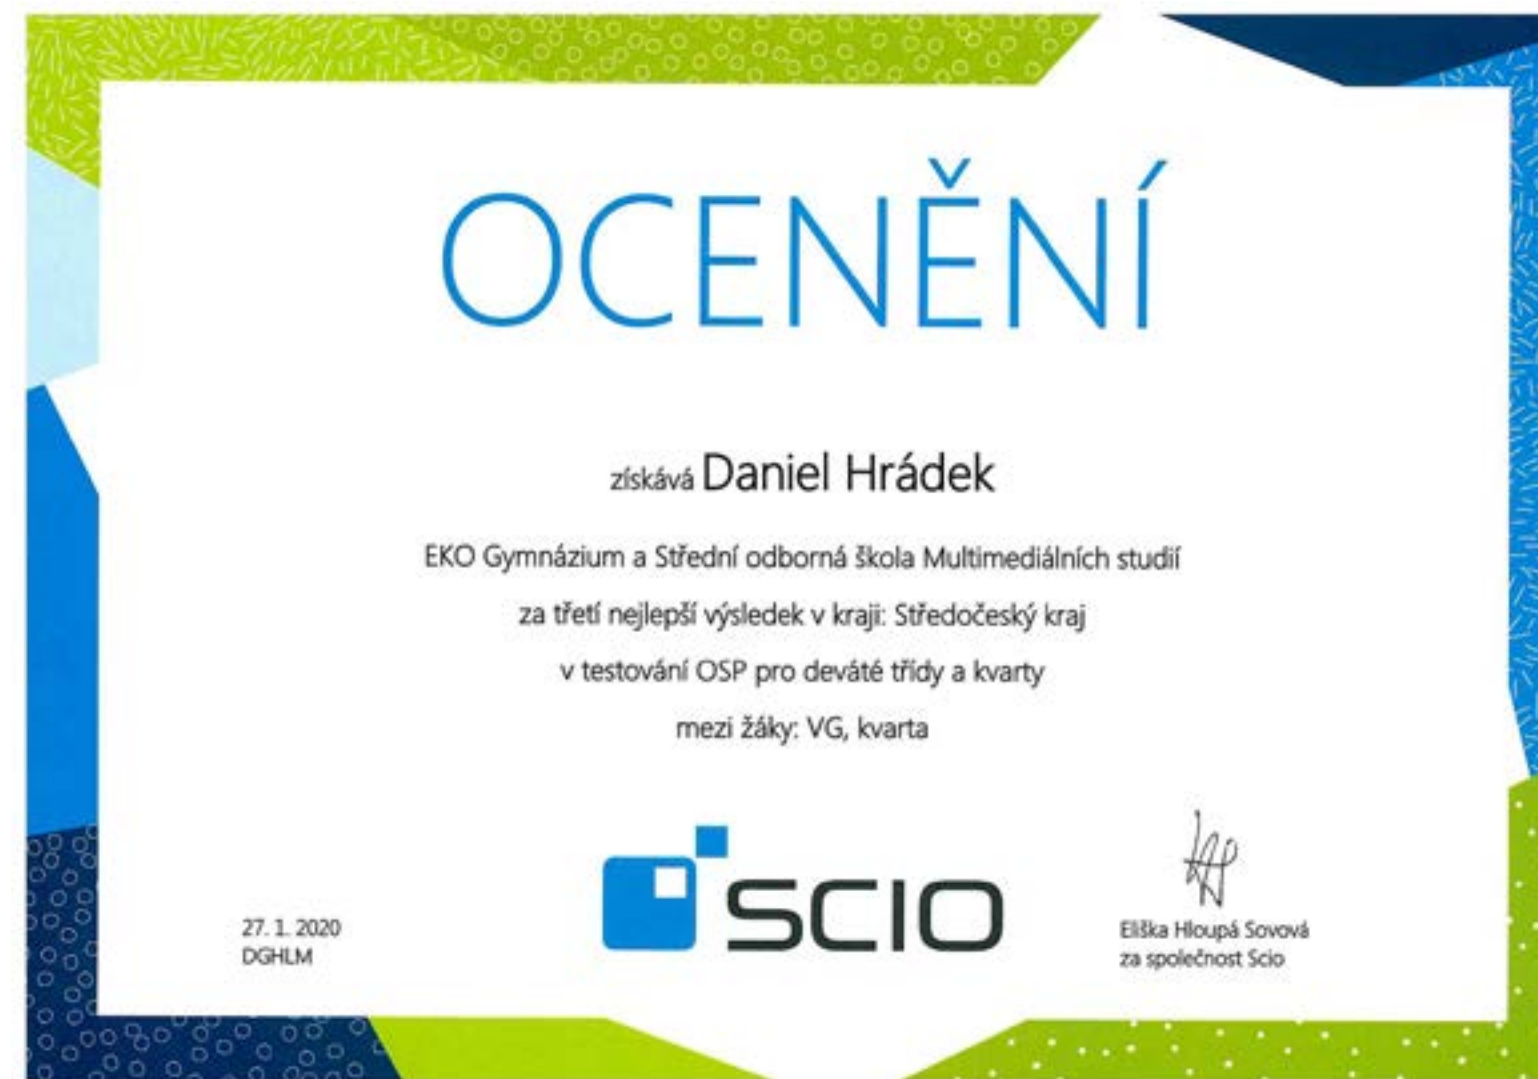 OCENĚNÍ
získává Daniel Hrádek
EKO Gymnázium a Střední odborná škola Multimediálních studií
za třetí nejlepší výsledek v kraji: Středočeský kraj
v testování OSP pro deváté třídy a kvarty
mezi žáky: VG, kvarta
SCIO
27. 1. 2020
DGHLM
Eliška Hloupá Sovová
za společnost Scio